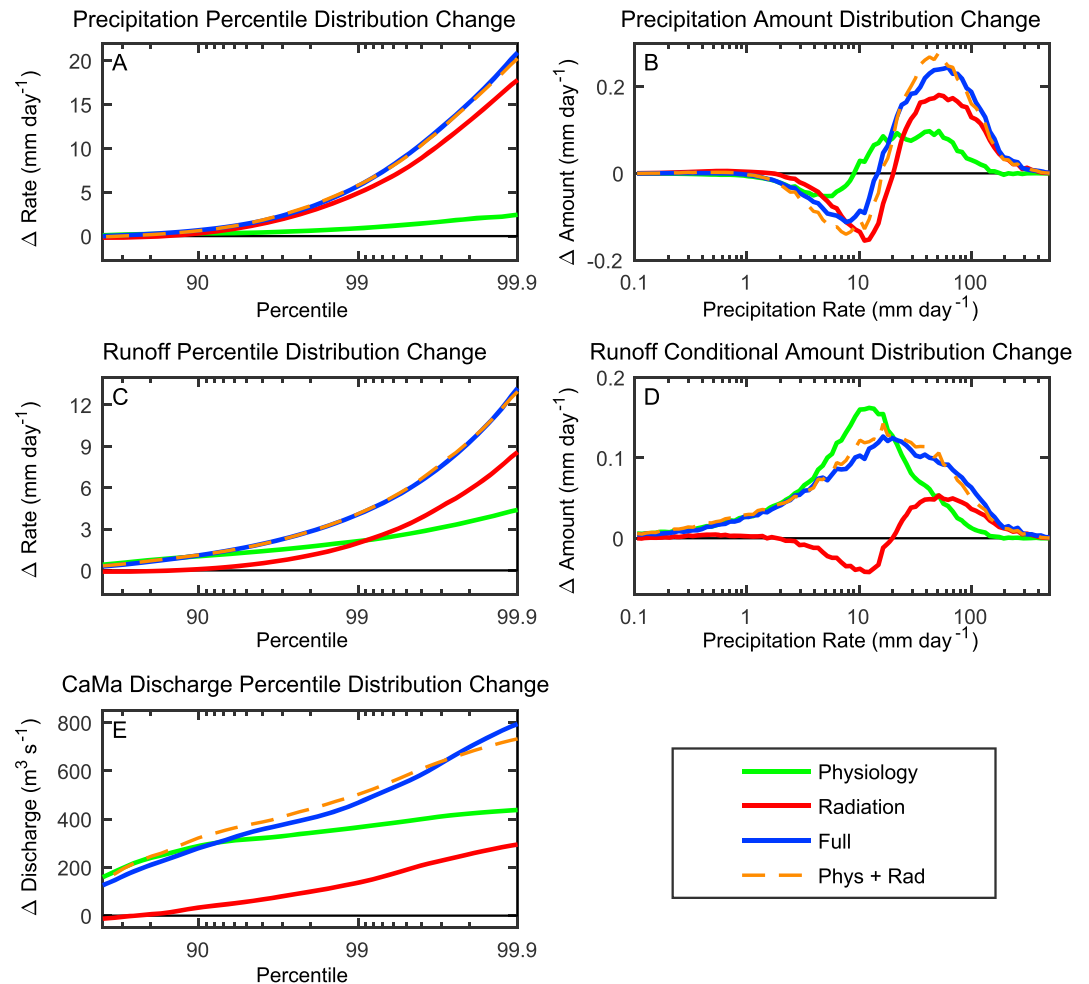 Precipitation Percentile Distribution Change
A
Δ Rate (mm day-1)
20
15
10
5
0
90
99
99.9
Percentile
Precipitation Amount Distribution Change
B
Δ Amount (mm day-1)
0.2
0
-0.2
0.1
1
10
100
Precipitation Rate (mm day-1)
Runoff Percentile Distribution Change
C
Δ Rate (mm day-1)
12
9
6
3
0
90
99
99.9
Percentile
Runoff Conditional Amount Distribution Change
D
Δ Amount (mm day-1)
0.2
0.1
0
0.1
1
10
100
Precipitation Rate (mm day-1)
CaMa Discharge Percentile Distribution Change
E
Δ Discharge (m3 s-1)
800
600
400
200
0
90
99
99.9
Percentile
Physiology
Radiation
Full
Phys + Rad